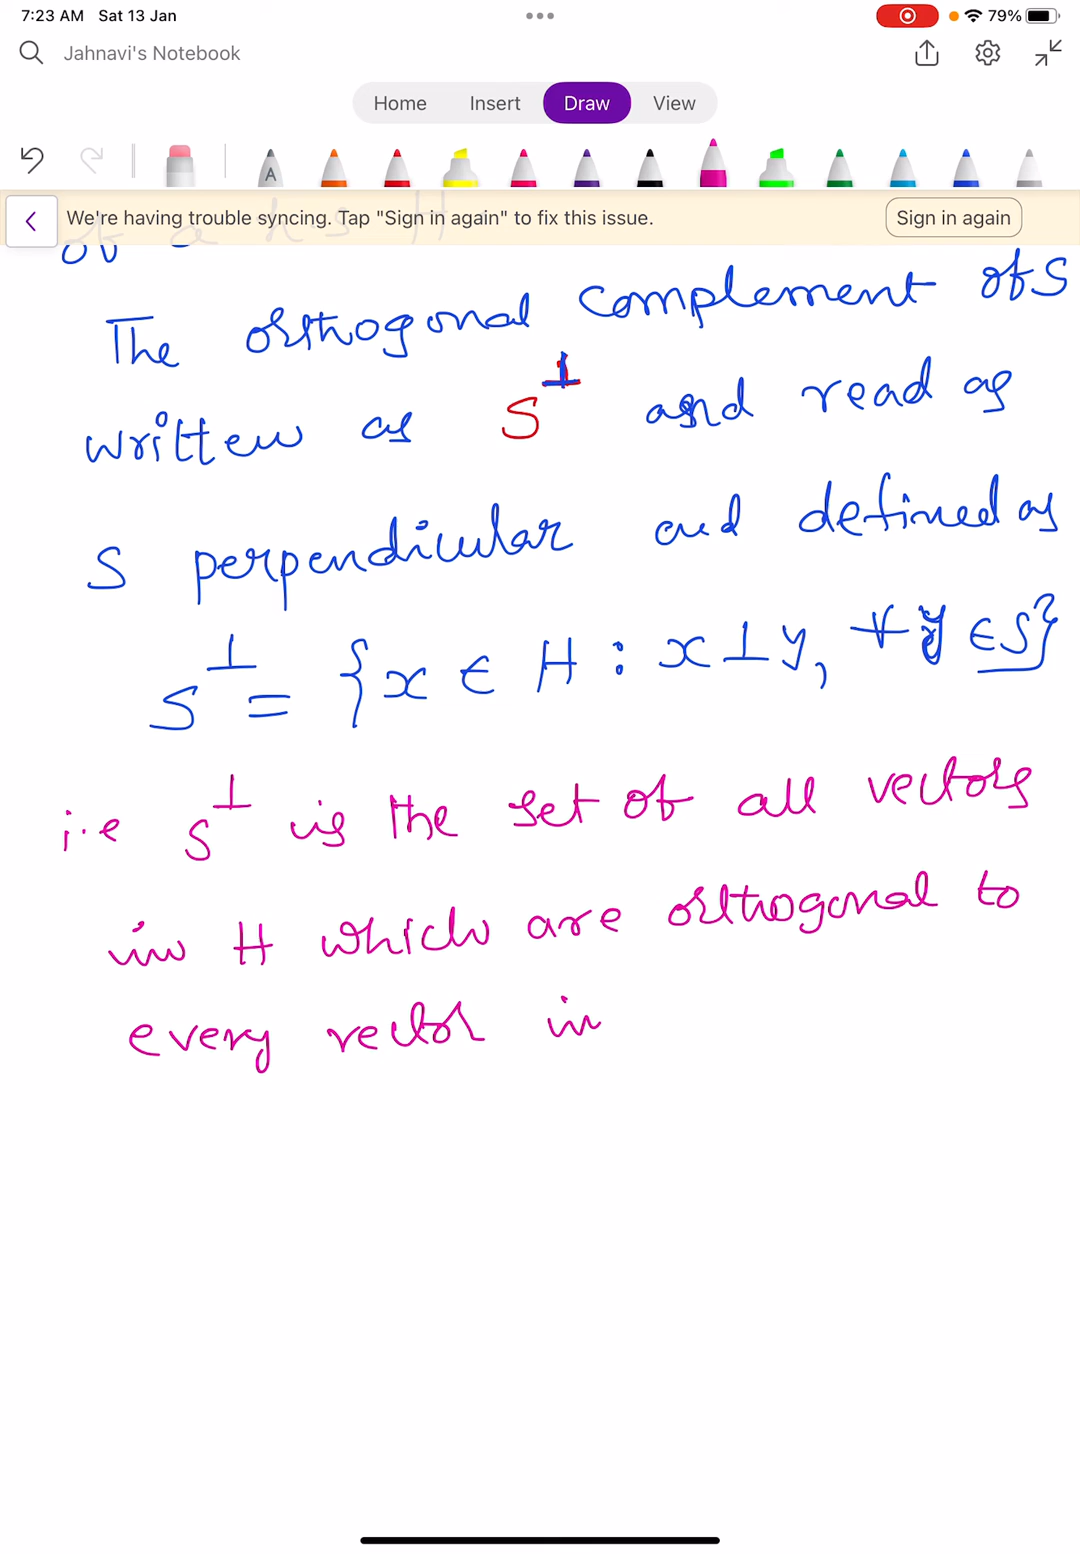 7:23 AM Sat 13 Jan
79%
Jahnavi's Notebook
Home Insert Draw View
A
We're having trouble syncing. Tap "Sign in again" to fix this issue.
Sign in again
of a h.s H
The orthogonal complement of S
written as S⊥ and read as
S perpendicular and defined as
S⊥ = {x ∈ H : x ⊥ y, ∀ y ∈ S}
i.e S⊥ is the set of all vectors
in H which are orthogonal to
every vector in